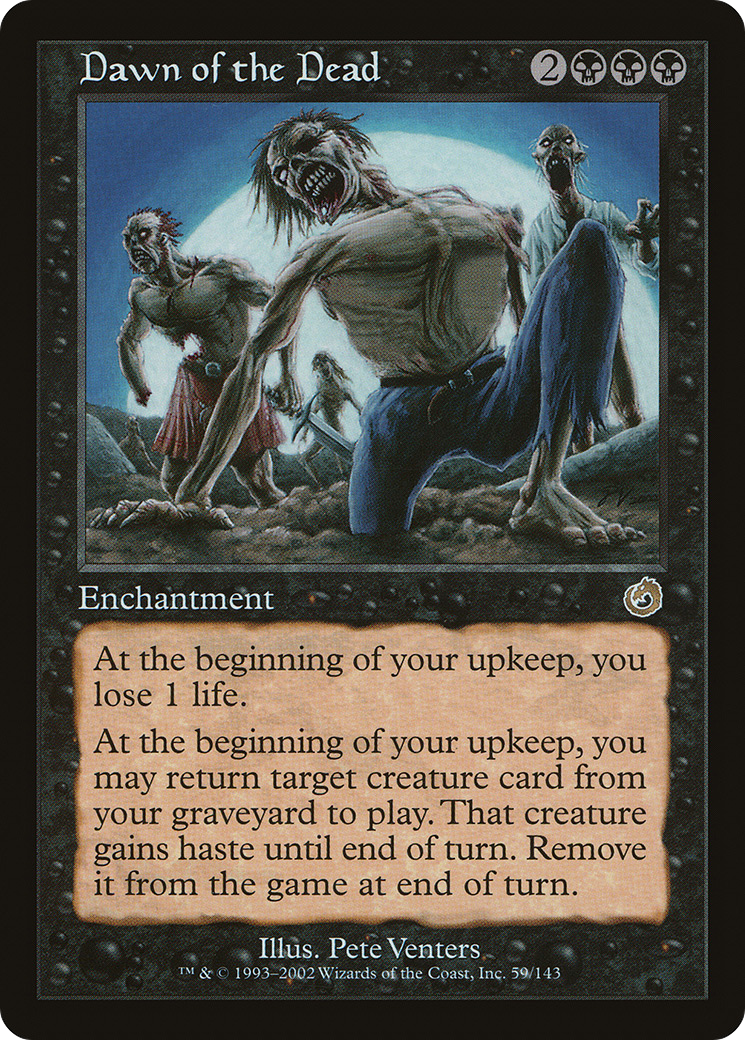 Dawn of the Dead 2
Enchantment
At the beginning of your upkeep, you
lose 1 life.
At the beginning of your upkeep, you
may return target creature card from
your graveyard to play. That creature
gains haste until end of turn. Remove
it from the game at end of turn.
Illus. Pete Venters
™ & © 1993–2002 Wizards of the Coast, Inc. 59/143